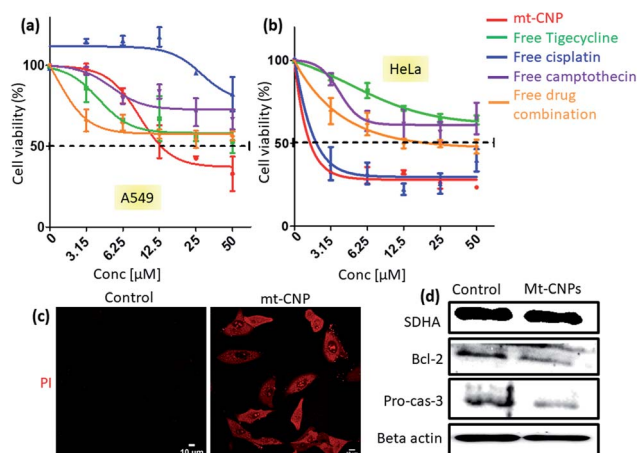 (a)
Cell viability (%)
100
50
0
A549
0 3.15 6.25 12.5 25 50
Conc [µM]
(b)
Cell viability (%)
100
50
0
HeLa
0 3.15 6.25 12.5 25 50
Conc [µM]
mt-CNP
Free Tigecycline
Free cisplatin
Free camptothecin
Free drug
combination
(c)
Control
mt-CNP
PI
10 µm
(d)
Control Mt-CNPs
SDHA
Bcl-2
Pro-cas-3
Beta actin